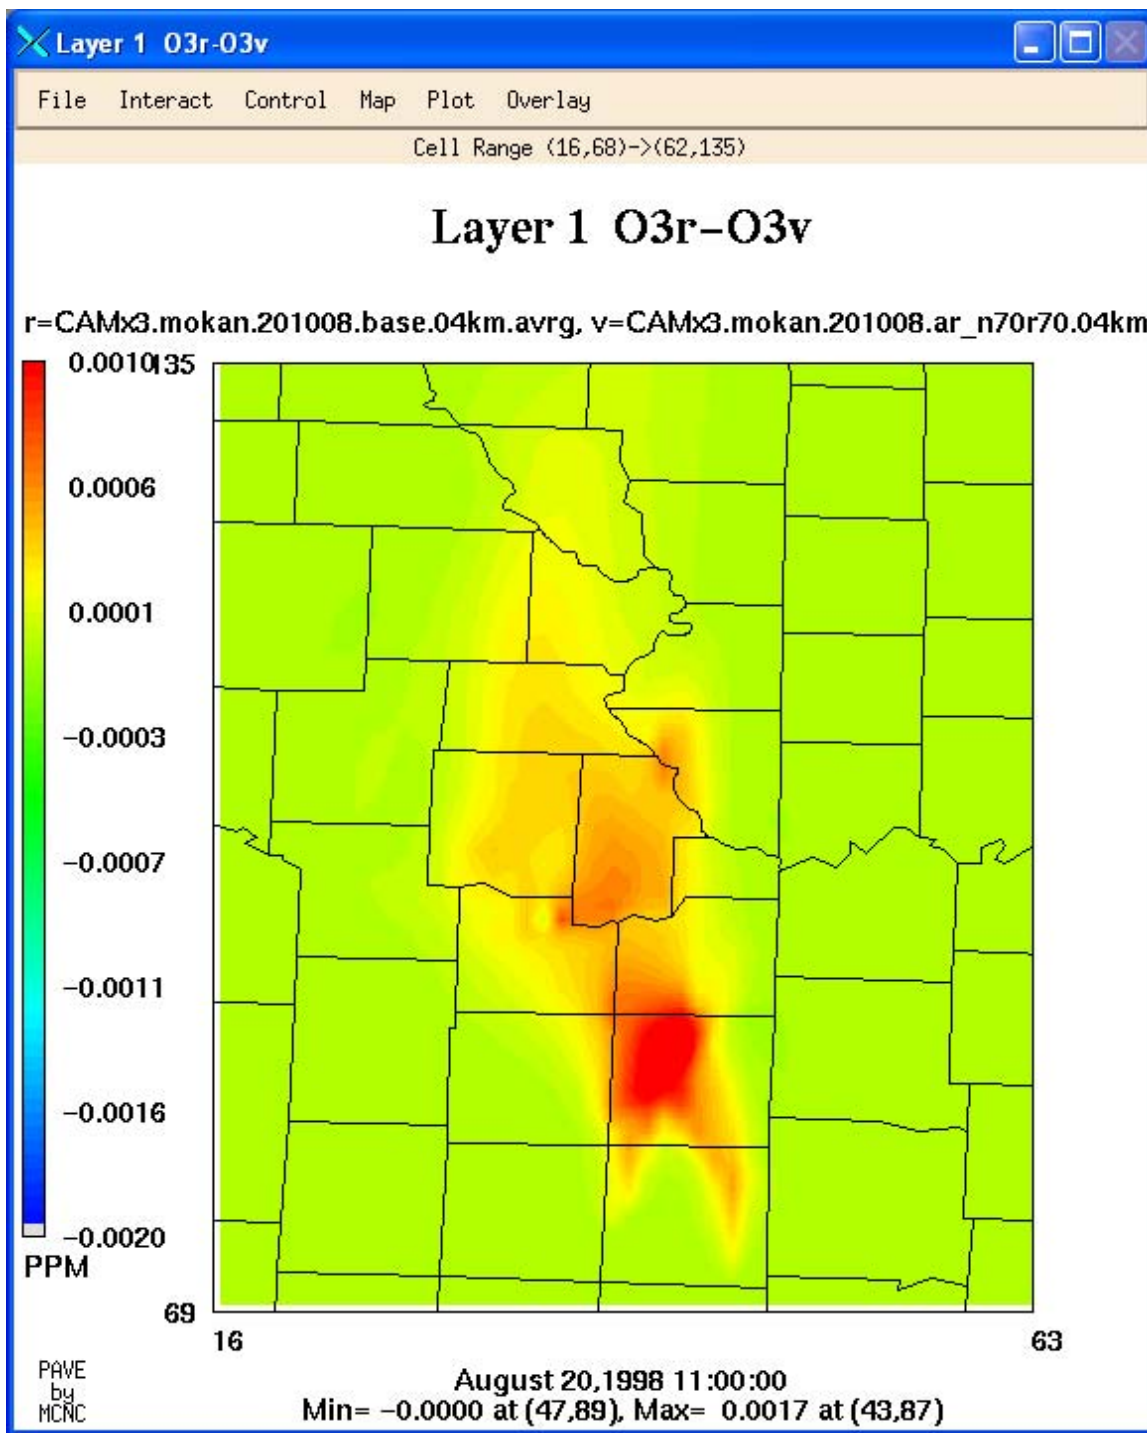 Layer 1 O3r-O3v
File Interact Control Map Plot Overlay
Cell Range (16,68)->(62,135)
Layer 1 O3r-O3v
r=CAMx3.mokan.201008.base.04km.avrg, v=CAMx3.mokan.201008.ar_n70r70.04km
0.0010
135
0.0006
0.0001
-0.0003
-0.0007
-0.0011
-0.0016
-0.0020
PPM
69
16 63
PAVE
by
MCNC
August 20,1998 11:00:00
Min= -0.0000 at (47,89), Max= 0.0017 at (43,87)